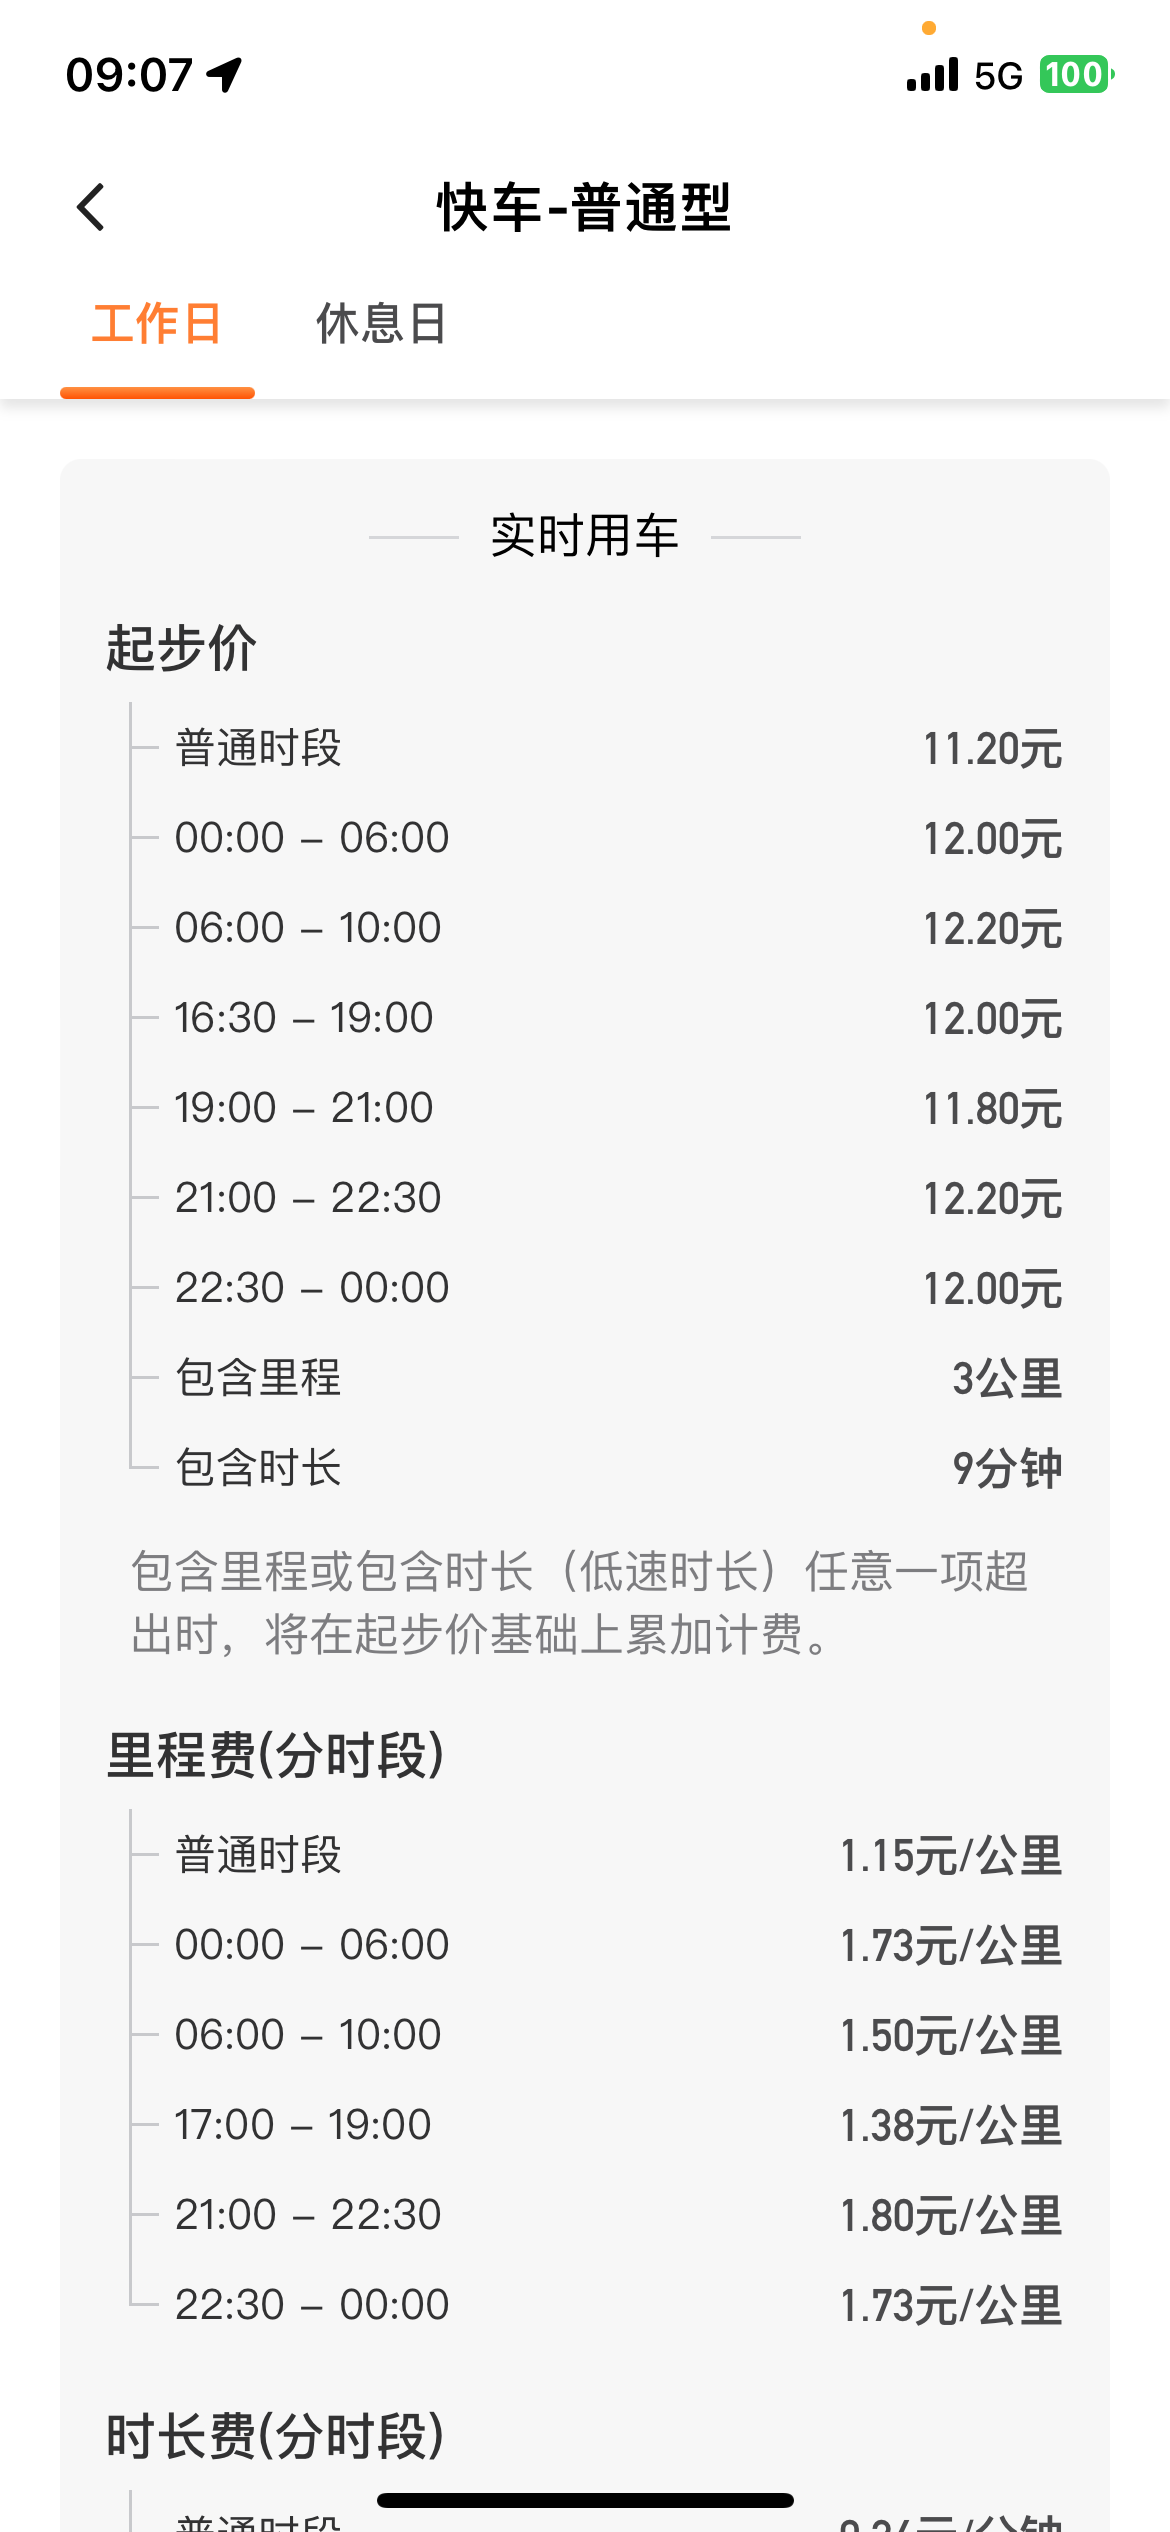 09:07
5G 100
快车-普通型
工作日 休息日
实时用车
起步价
普通时段 11.20元
00:00 – 06:00 12.00元
06:00 – 10:00 12.20元
16:30 – 19:00 12.00元
19:00 – 21:00 11.80元
21:00 – 22:30 12.20元
22:30 – 00:00 12.00元
包含里程 3公里
包含时长 9分钟
包含里程或包含时长（低速时长）任意一项超
出时，将在起步价基础上累加计费。
里程费(分时段)
普通时段 1.15元/公里
00:00 – 06:00 1.73元/公里
06:00 – 10:00 1.50元/公里
17:00 – 19:00 1.38元/公里
21:00 – 22:30 1.80元/公里
22:30 – 00:00 1.73元/公里
时长费(分时段)
普通时段